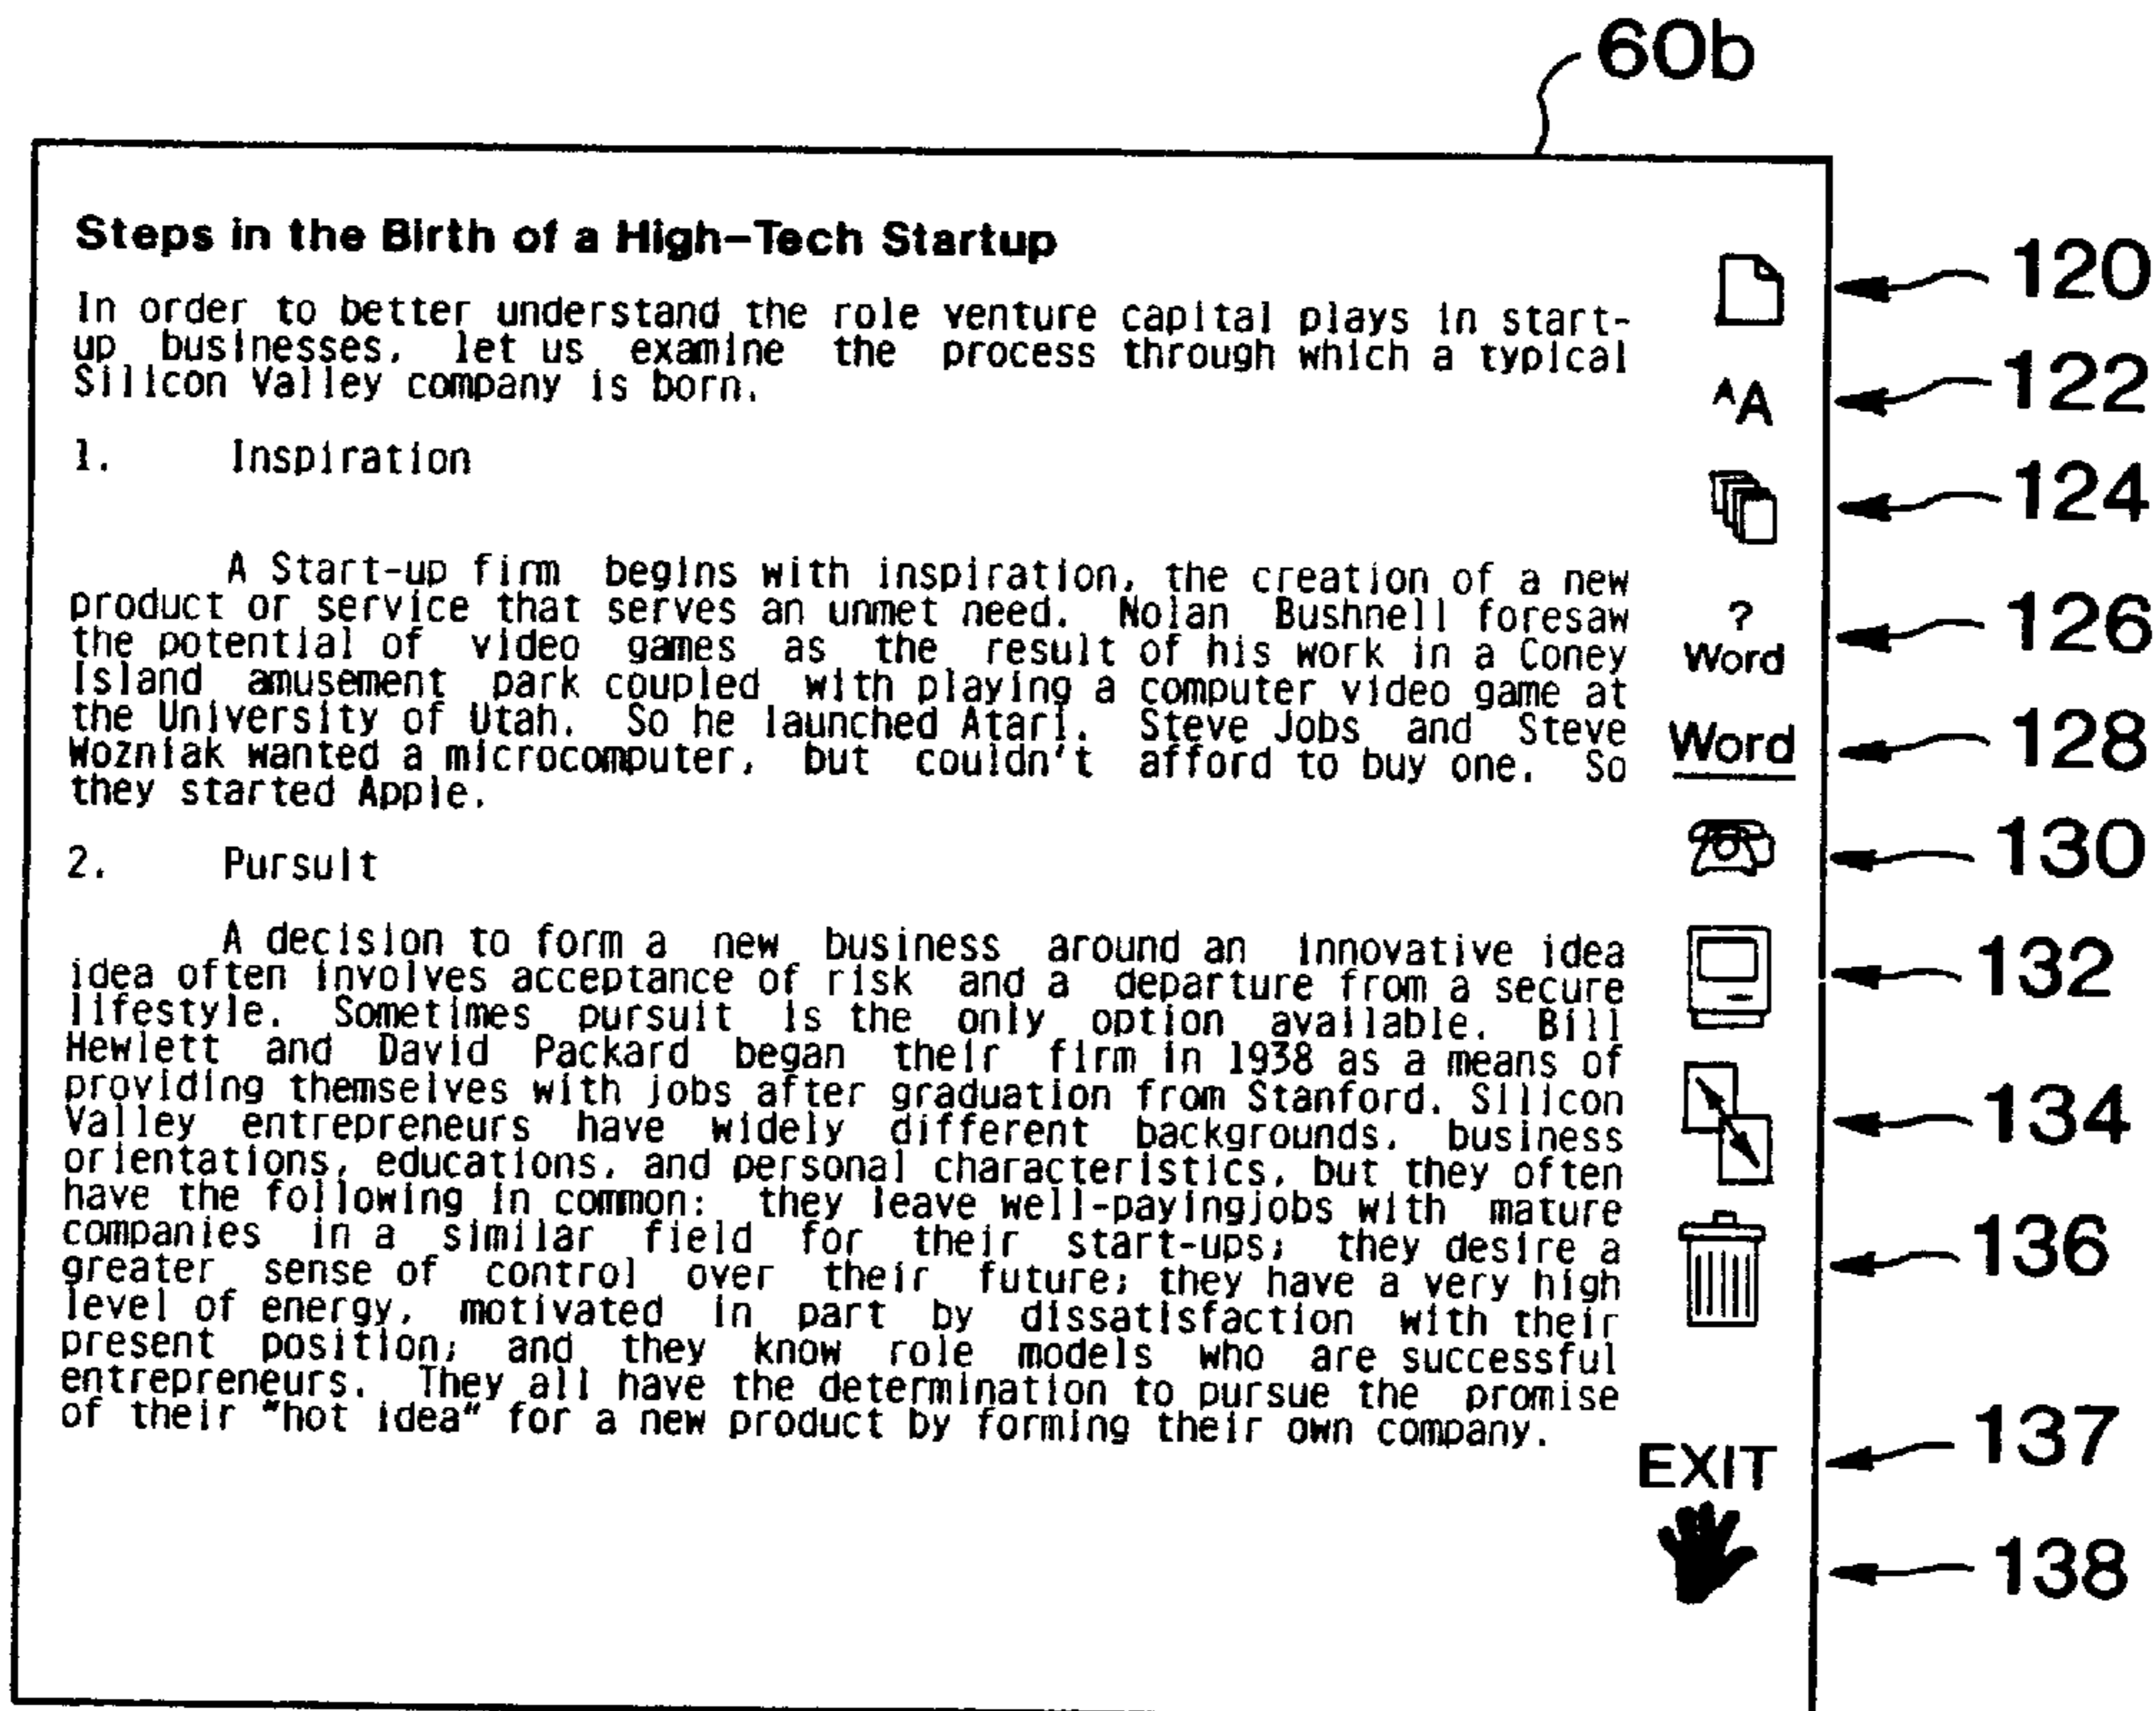 60b
Steps in the Birth of a High-Tech Startup
In order to better understand the role venture capital plays in start-
up businesses, let us examine the process through which a typical
Silicon Valley company is born.
1. Inspiration
A Start-up firm begins with inspiration, the creation of a new
product or service that serves an unmet need. Nolan Bushnell foresaw
the potential of video games as the result of his work in a Coney
Island amusement park coupled with playing a computer video game at
the University of Utah. So he launched Atari. Steve Jobs and Steve
Wozniak wanted a microcomputer, but couldn't afford to buy one. So
they started Apple.
2. Pursuit
A decision to form a new business around an innovative idea
idea often involves acceptance of risk and a departure from a secure
lifestyle. Sometimes pursuit is the only option available. Bill
Hewlett and David Packard began their firm in 1938 as a means of
providing themselves with jobs after graduation from Stanford. Silicon
Valley entrepreneurs have widely different backgrounds, business
orientations, educations, and personal characteristics, but they often
have the following in common: they leave well-payingjobs with mature
companies in a similar field for their start-ups; they desire a
greater sense of control over their future; they have a very high
level of energy, motivated in part by dissatisfaction with their
present position; and they know role models who are successful
entrepreneurs. They all have the determination to pursue the promise
of their "hot idea" for a new product by forming their own company.
120
AA 122
124
?
Word 126
Word 128
130
132
134
136
EXIT 137
138